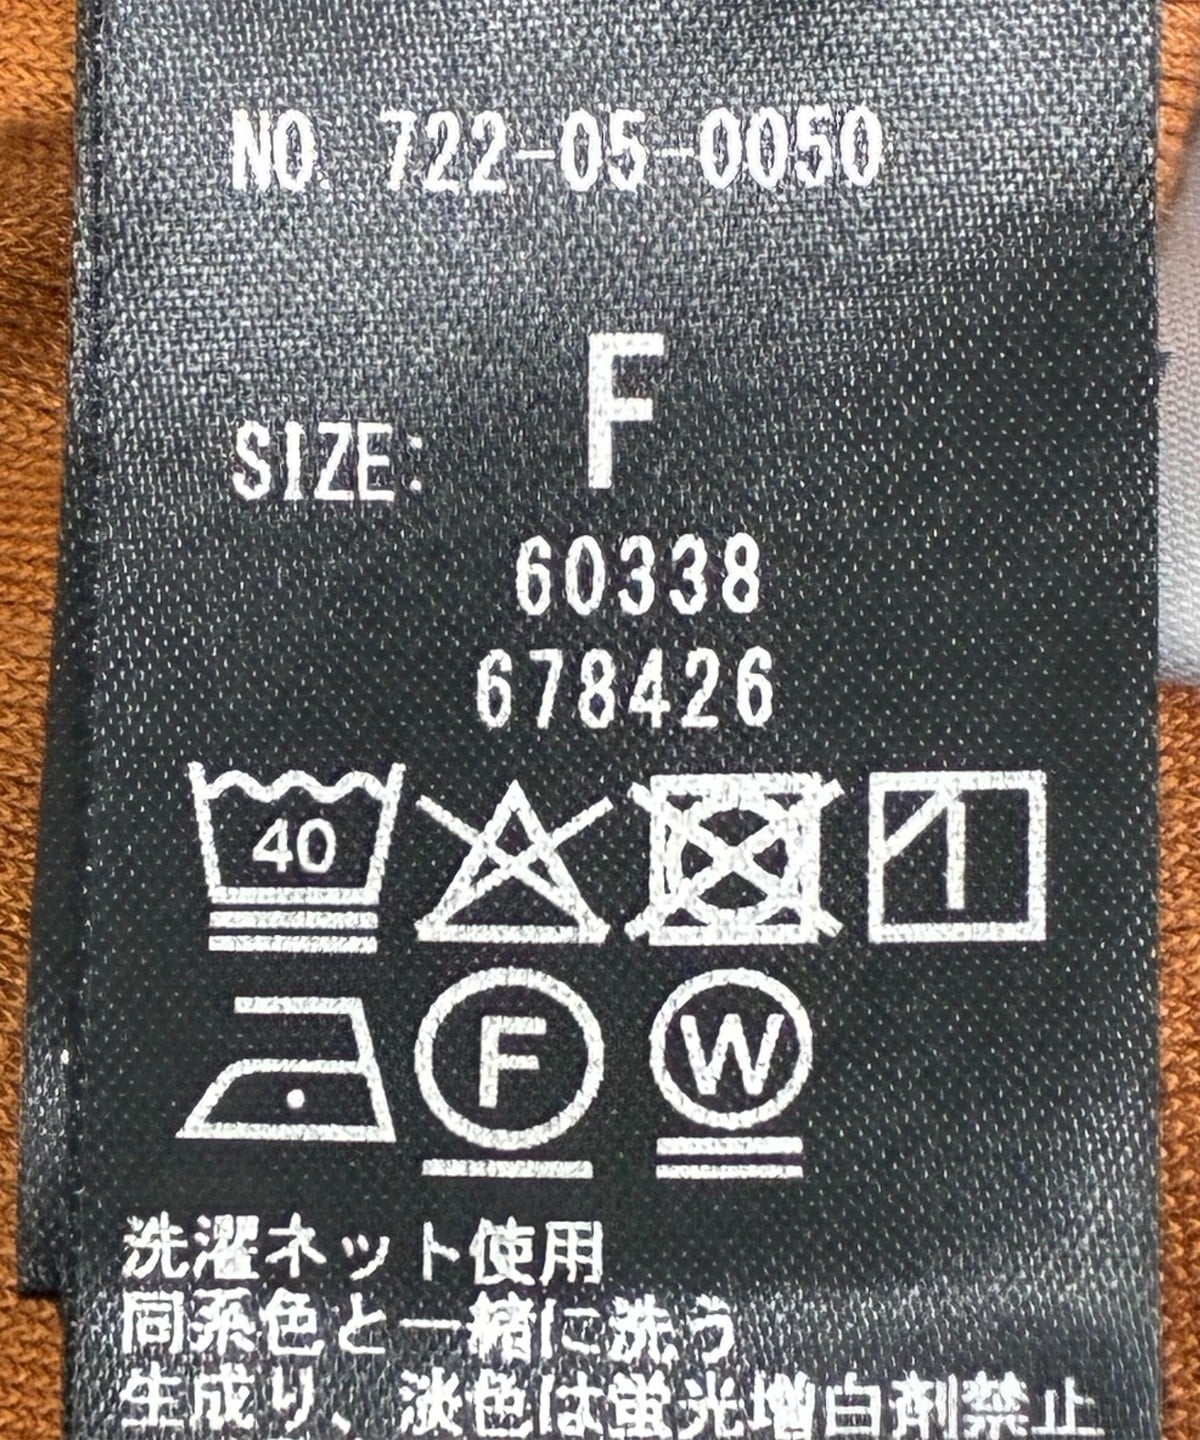 NO. 722-05-0050
SIZE: F
60338
678426
40
F W
洗濯ネット使用
同系色と一緒に洗う
生成り、淡色は蛍光増白剤禁止